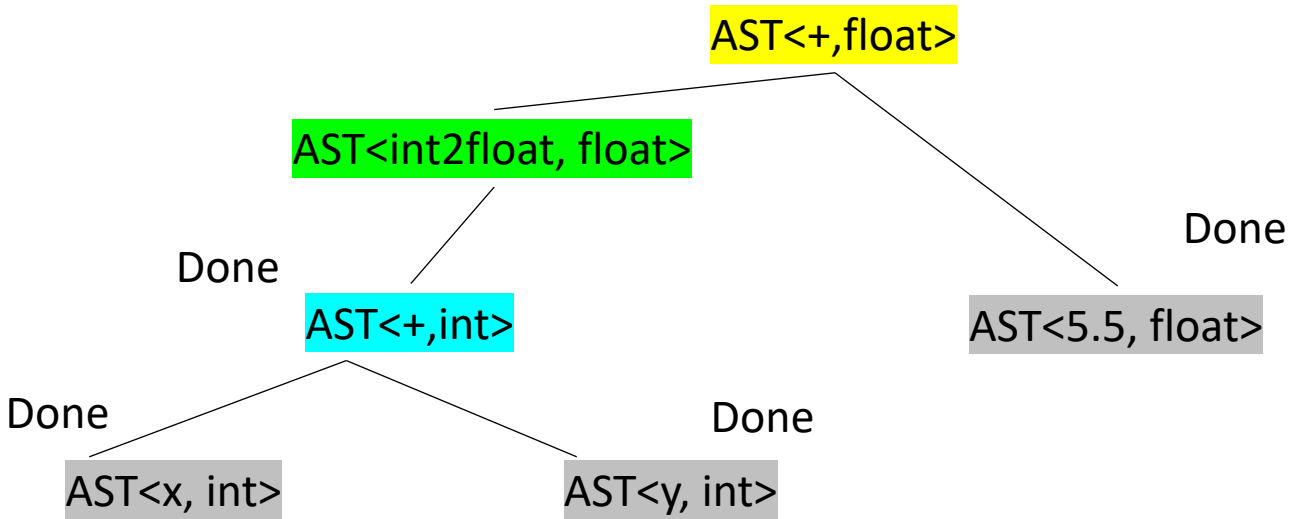 AST<+,float>
AST<int2float, float>
Done
Done
AST<+,int>
AST<5.5, float>
Done
Done
AST<x, int>
AST<y, int>